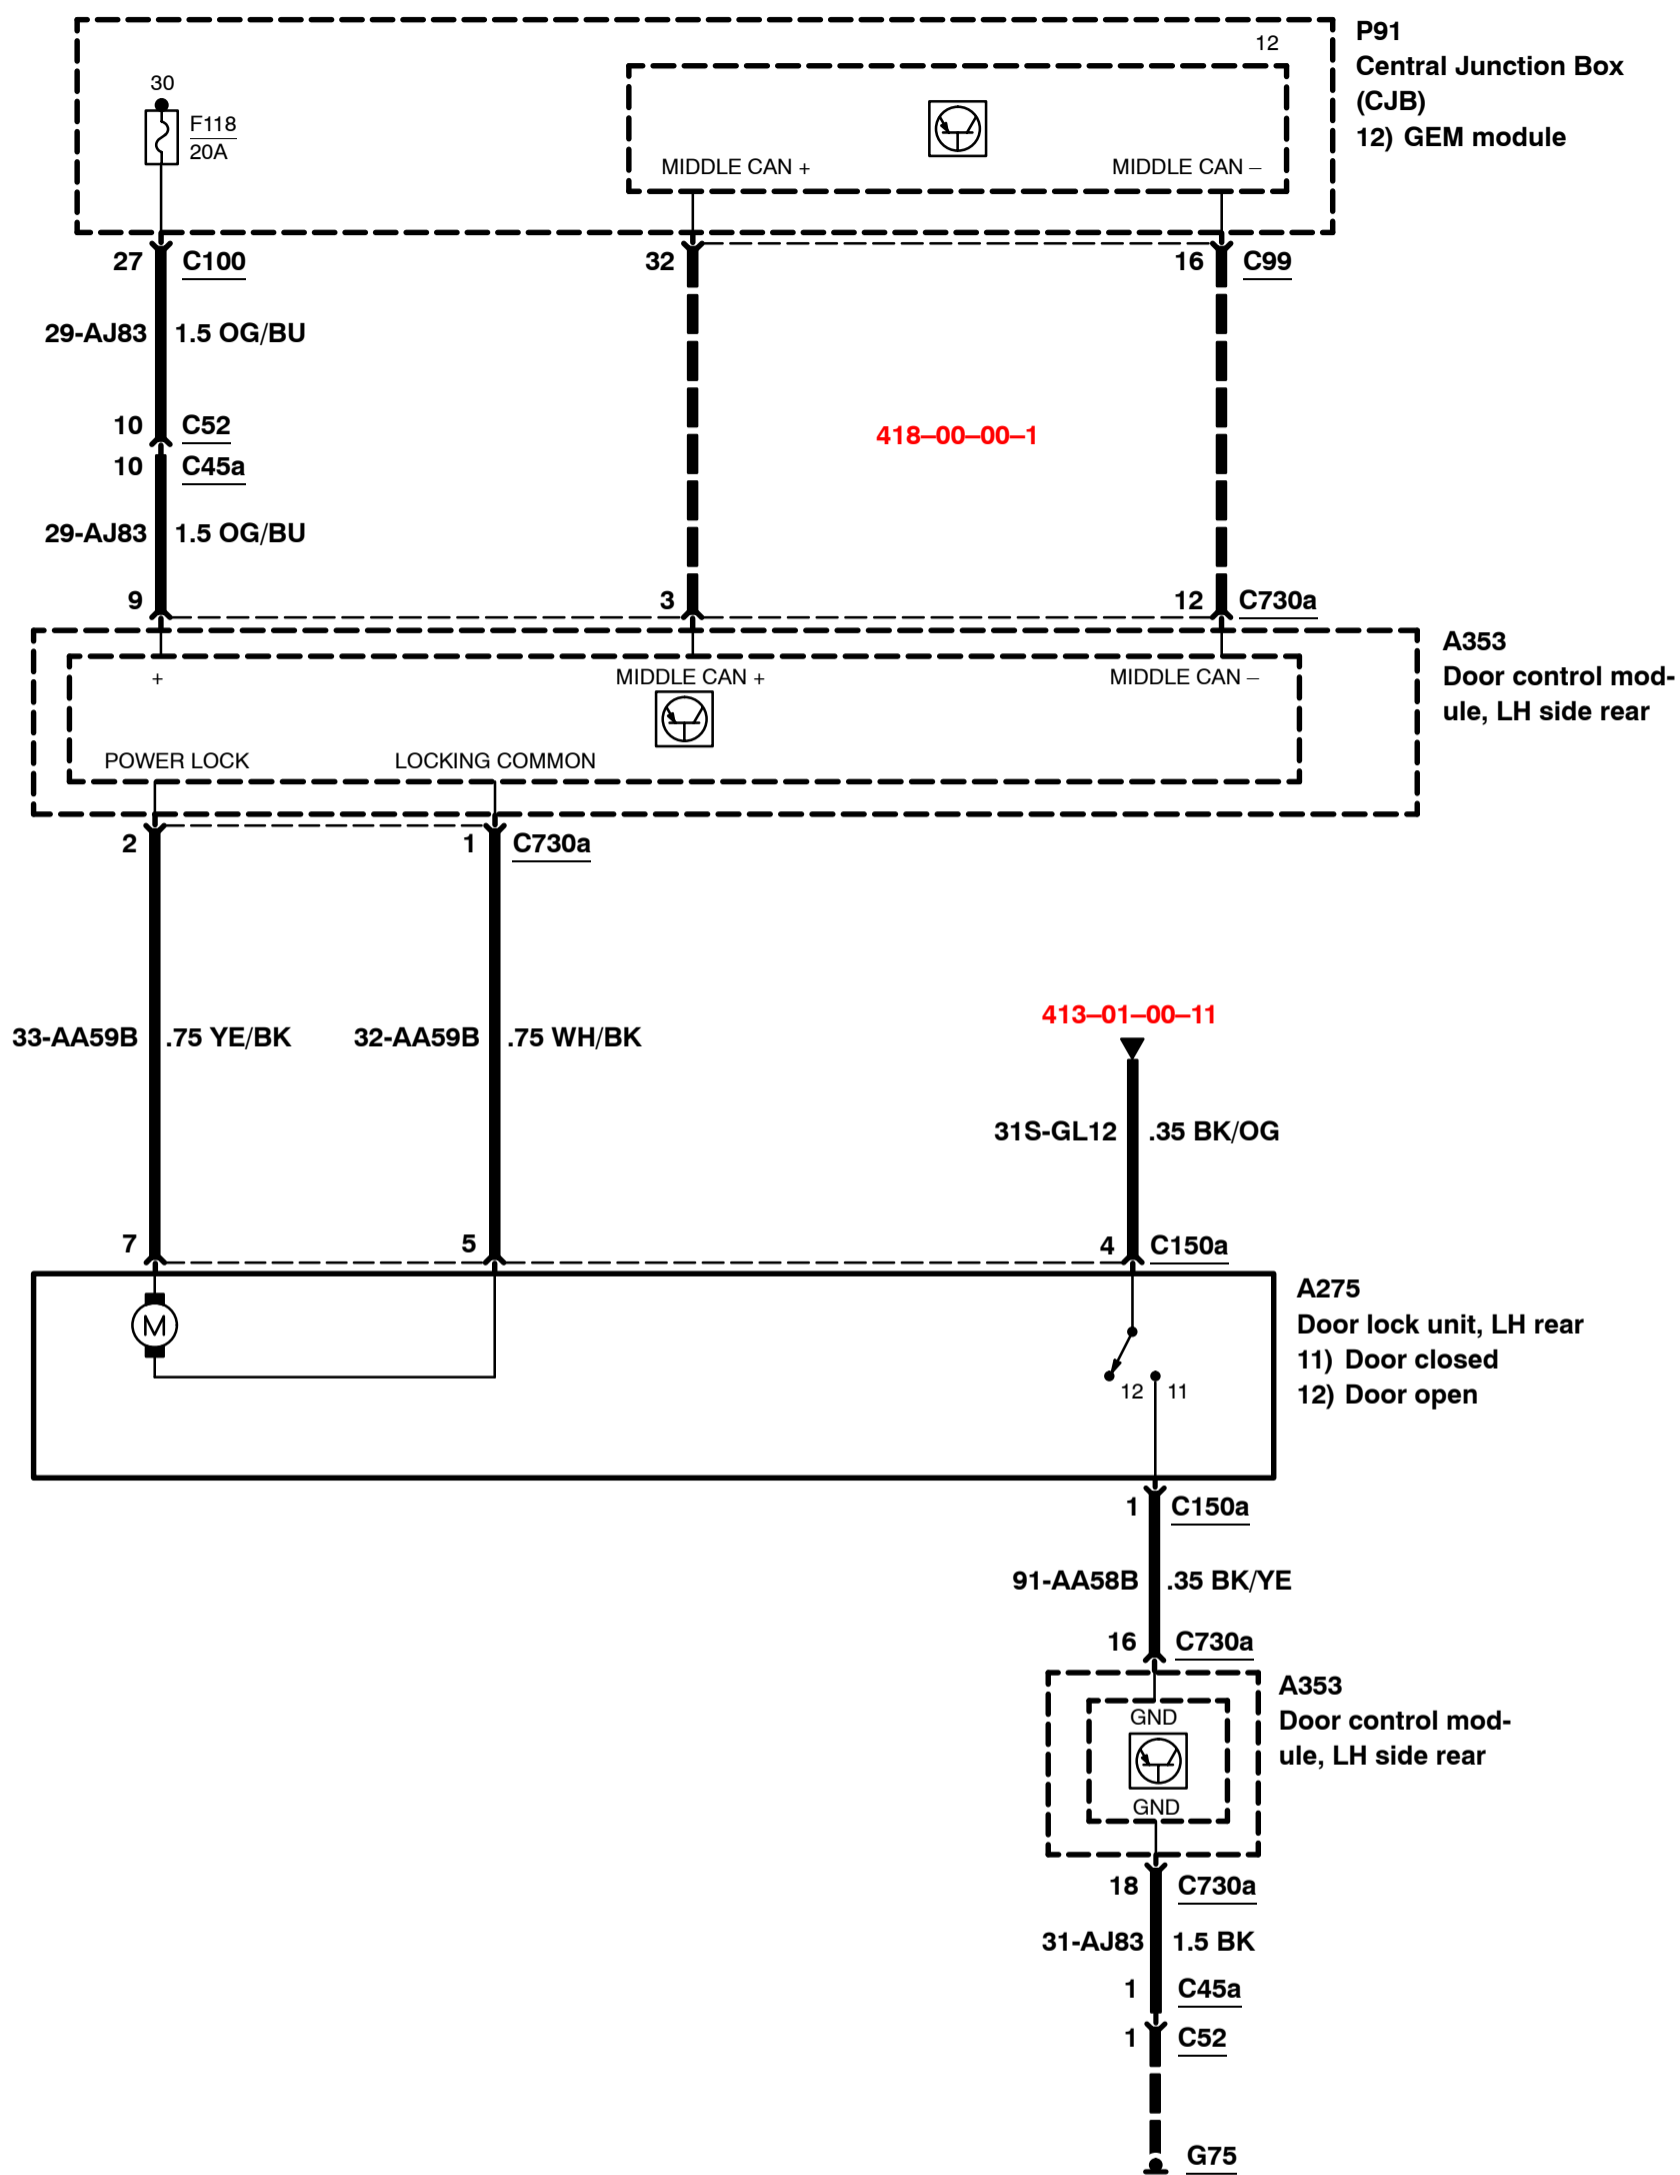 P91
Central Junction Box
(CJB)
12) GEM module
12
30
F118
20A
MIDDLE CAN +
MIDDLE CAN –
27 C100
32
16 C99
29-AJ83 1.5 OG/BU
10 C52
418–00–00–1
10 C45a
29-AJ83 1.5 OG/BU
9
3
12 C730a
A353
Door control mod-
ule, LH side rear
+
MIDDLE CAN +
MIDDLE CAN –
POWER LOCK
LOCKING COMMON
2
1 C730a
413–01–00–11
33-AA59B .75 YE/BK
32-AA59B .75 WH/BK
31S-GL12 .35 BK/OG
7
5
4 C150a
A275
Door lock unit, LH rear
11) Door closed
12) Door open
M
12
11
1 C150a
91-AA58B .35 BK/YE
16 C730a
A353
Door control mod-
ule, LH side rear
GND
GND
18 C730a
31-AJ83 1.5 BK
1 C45a
1 C52
G75